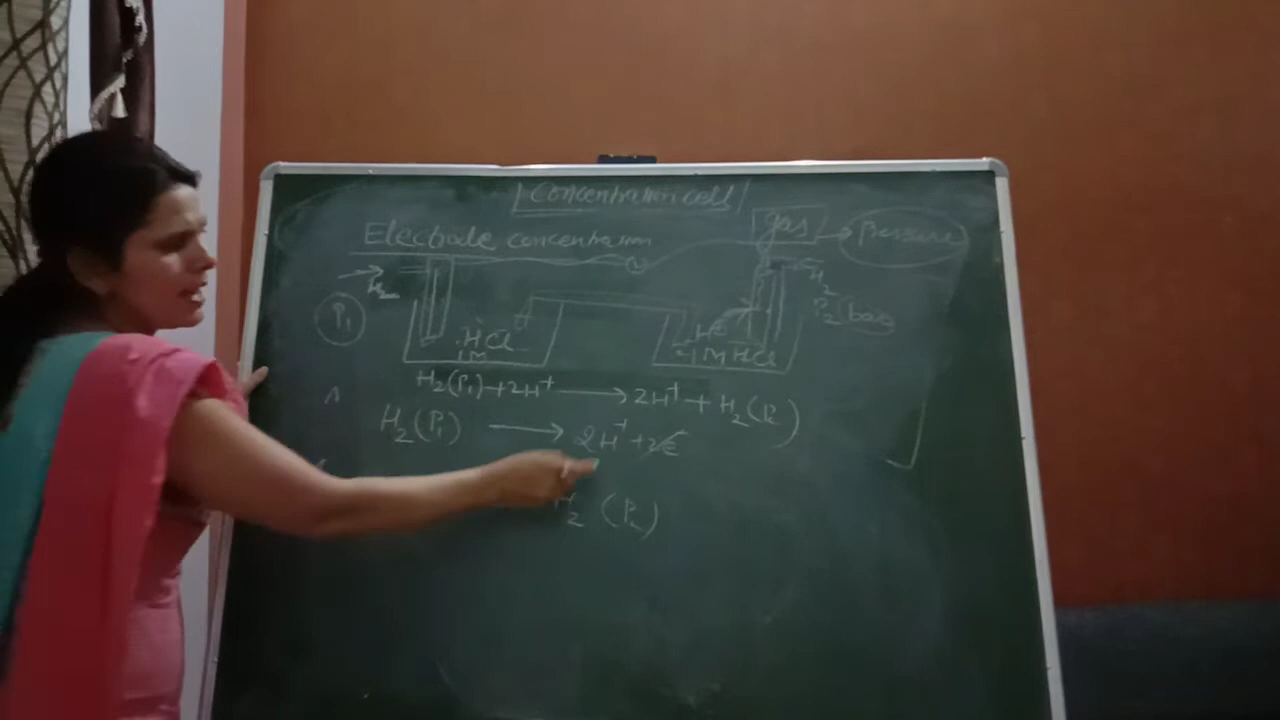 Concentration cell
Electrode concentration
gas → pressure
H2
H2
P1
P2 (bar)
HCl
1M
1M HCl
H2(P1) + 2H+ → 2H+ + H2(P2)
H2(P1) → 2H+ + 2e
H2 (P2)